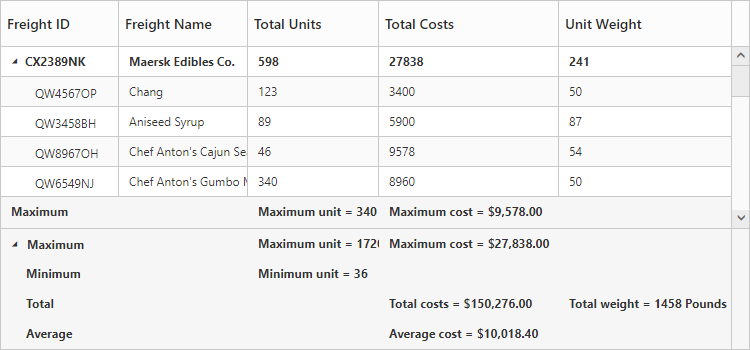 Freight ID Freight Name Total Units Total Costs Unit Weight
CX2389NK Maersk Edibles Co. 598 27838 241
QW4567OP Chang 123 3400 50
QW3458BH Aniseed Syrup 89 5900 87
QW8967OH Chef Anton's Cajun Se 46 9578 54
QW6549NJ Chef Anton's Gumbo 340 8960 50
Maximum Maximum unit = 340 Maximum cost = $9,578.00
Maximum Maximum unit = 172 Maximum cost = $27,838.00
Minimum Minimum unit = 36
Total Total costs = $150,276.00 Total weight = 1458 Pounds
Average Average cost = $10,018.40